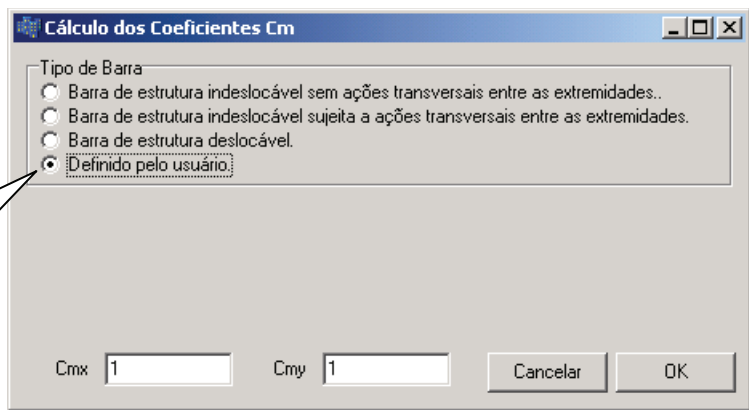 Cálculo dos Coeficientes Cm
Tipo de Barra
Barra de estrutura indeslocável sem ações transversais entre as extremidades..
Barra de estrutura indeslocável sujeita a ações transversais entre as extremidades.
Barra de estrutura deslocável.
Definido pelo usuário.
Cmx 1 Cmy 1 Cancelar OK